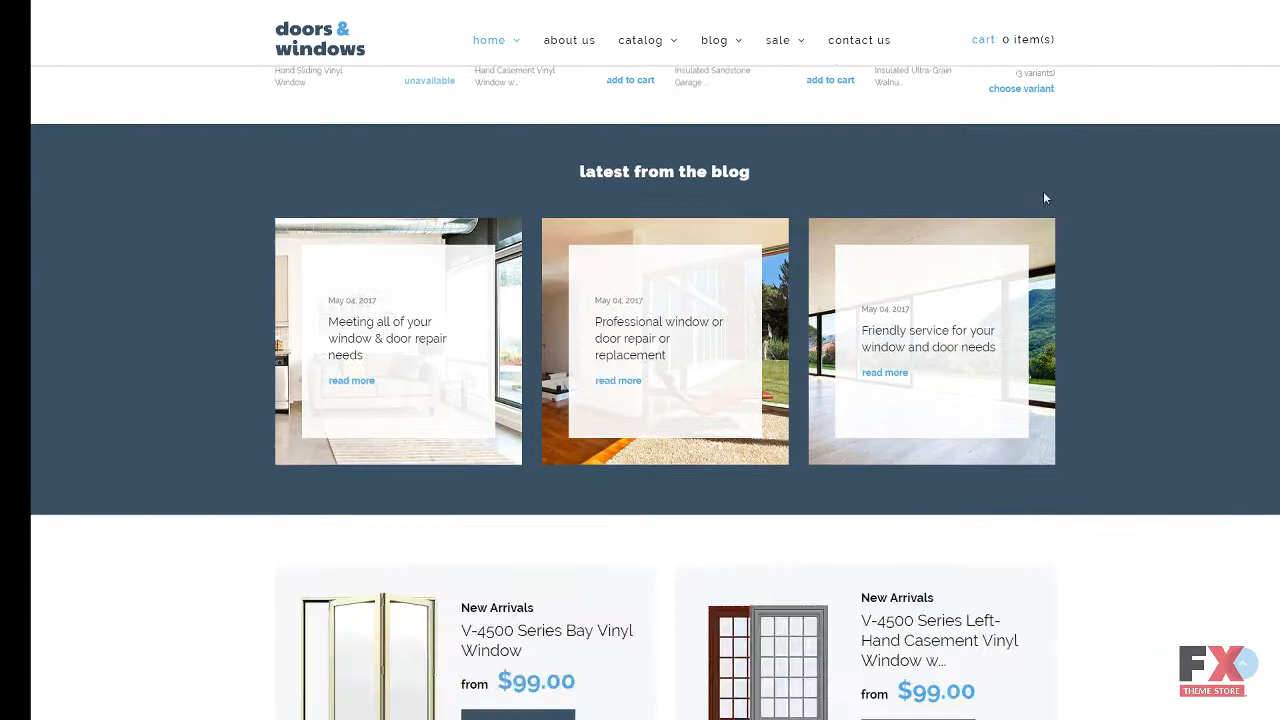 doors &
windows
home about us catalog blog sale contact us
cart: 0 item(s)
Hand Sliding Vinyl
Window
unavailable
Hand Casement Vinyl
Window w...
add to cart
Insulated Sandstone
Garage ...
add to cart
Insulated Ultra-Grain
Walnu...
(3 variants)
choose variant
latest from the blog
May 04, 2017
Meeting all of your
window & door repair
needs
read more
May 04, 2017
Professional window or
door repair or
replacement
read more
May 04, 2017
Friendly service for your
window and door needs
read more
New Arrivals
V-4500 Series Bay Vinyl
Window
from $99.00
New Arrivals
V-4500 Series Left-
Hand Casement Vinyl
Window w...
from $99.00
FX
THEME STORE